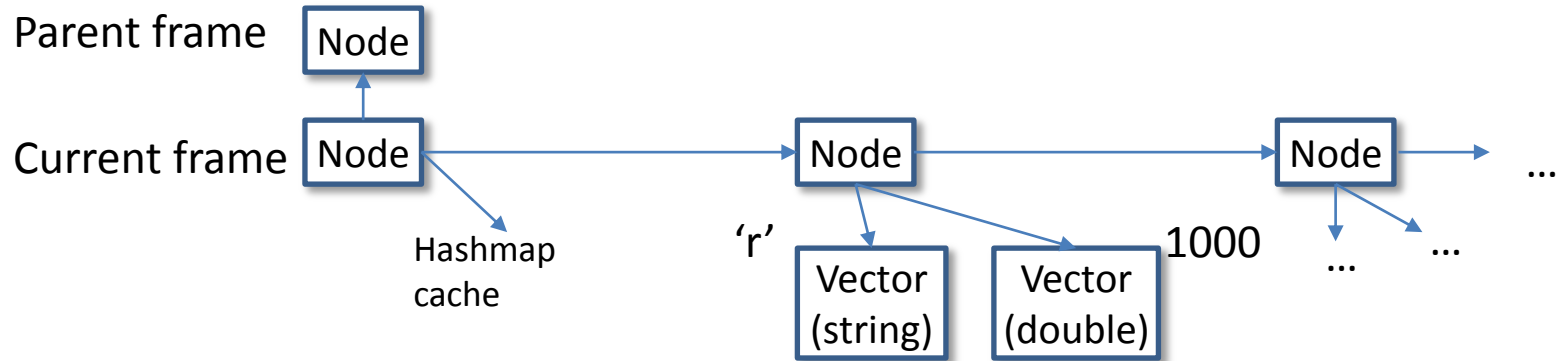 Parent frame
Node
Current frame
Node
Node
Node
...
Hashmap
cache
‘r’
Vector
(string)
Vector
(double)
1000
...
...